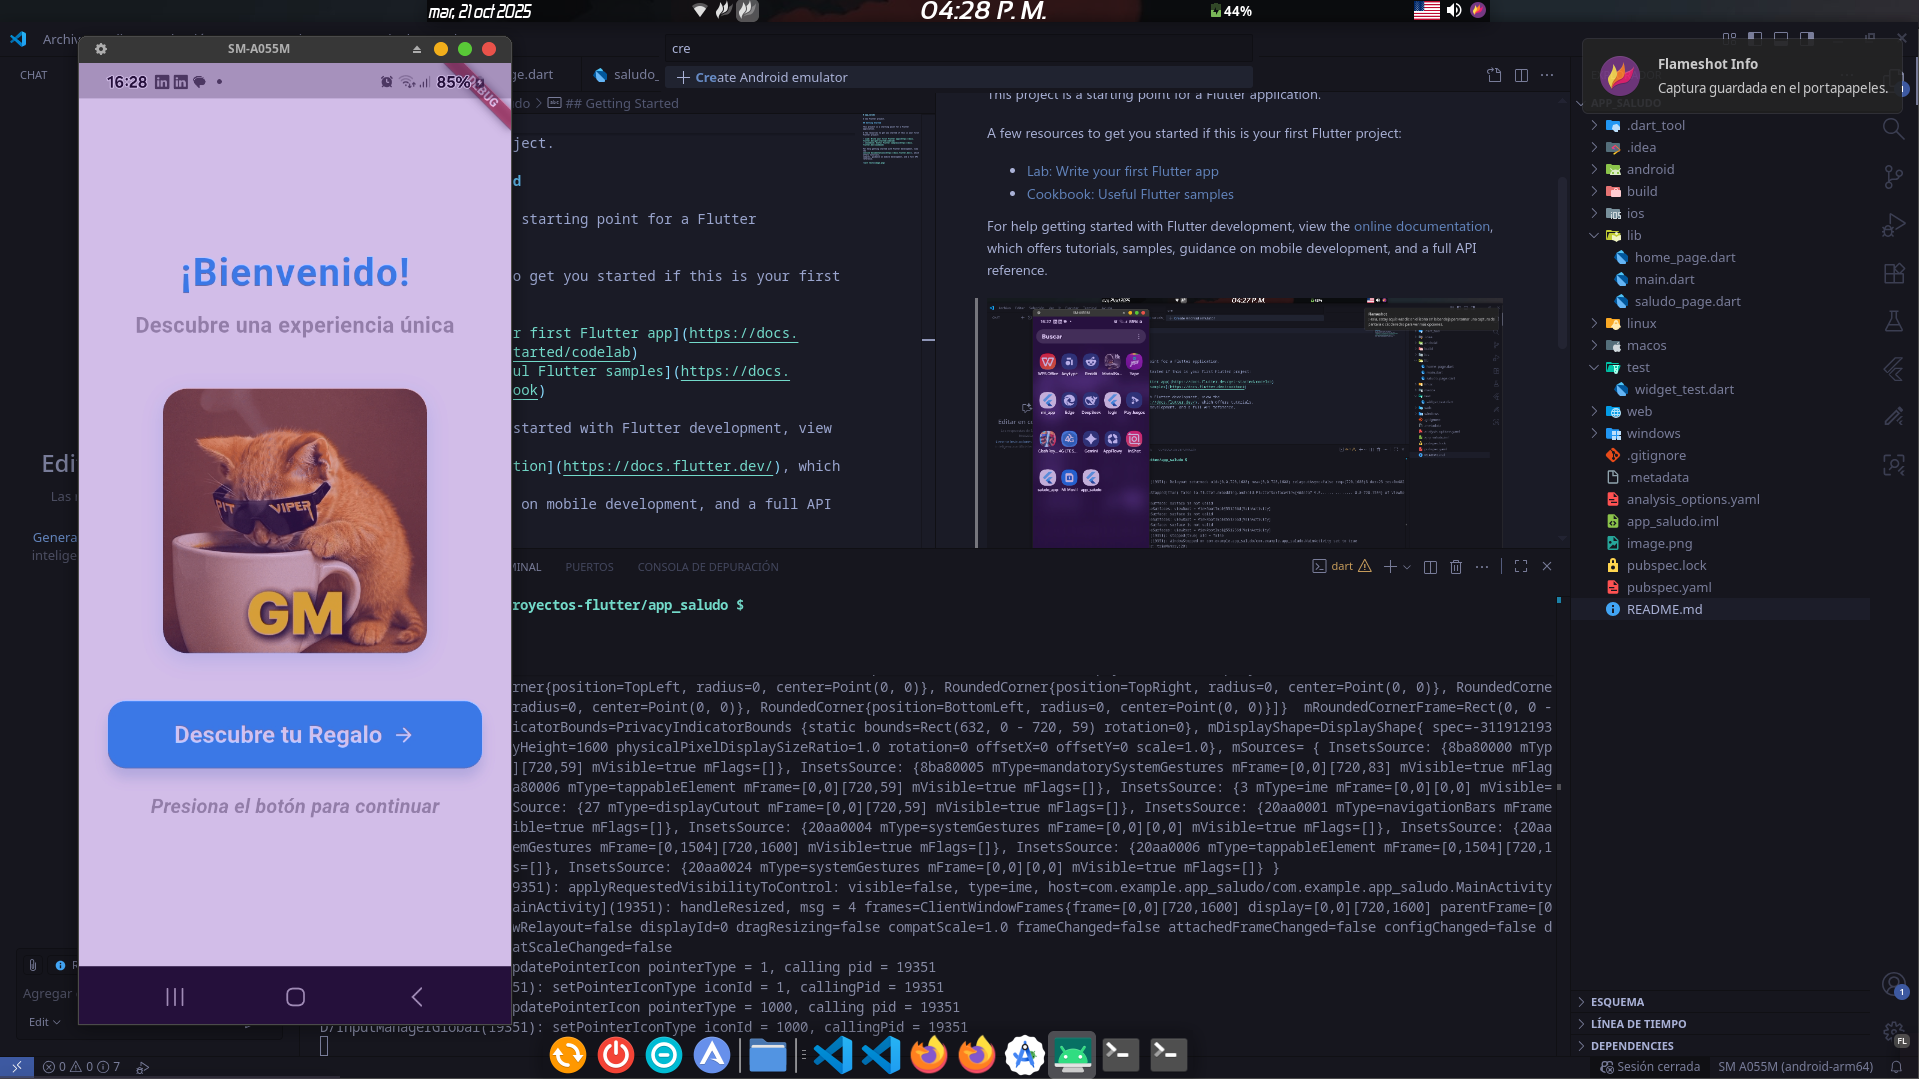 mar, 21 oct 2025
04:28 P. M.
44%
Archiv
CHAT
SM-A055M
16:28
85%
¡Bienvenido!
Descubre una experiencia única
PIT
VIPER
GM
Descubre tu Regalo →
Presiona el botón para continuar
cre
Create Android emulator
ge.dart
saludo_
do > ## Getting Started
ject.
d
starting point for a Flutter
o get you started if this is your first
r first Flutter app](https://docs.
tarted/codelab)
ul Flutter samples](https://docs.
ook)
started with Flutter development, view
tion](https://docs.flutter.dev/), which
on mobile development, and a full API
This project is a starting point for a Flutter application.
A few resources to get you started if this is your first Flutter project:
Lab: Write your first Flutter app
Cookbook: Useful Flutter samples
For help getting started with Flutter development, view the online documentation,
which offers tutorials, samples, guidance on mobile development, and a full API
reference.
04:27 P.M.
Buscar
Flameshot Info
Captura guardada en el portapapeles.
APP_SALUDO
.dart_tool
.idea
android
build
ios
lib
home_page.dart
main.dart
saludo_page.dart
linux
macos
test
widget_test.dart
web
windows
.gitignore
.metadata
analysis_options.yaml
app_saludo.iml
image.png
pubspec.lock
pubspec.yaml
README.md
ESQUEMA
LÍNEA DE TIEMPO
DEPENDENCIES
Edi
Las
Genera
intelige
Agregar
Edit
MINAL
PUERTOS
CONSOLA DE DEPURACIÓN
dart
royectos-flutter/app_saludo $
rner{position=TopLeft, radius=0, center=Point(0, 0)}, RoundedCorner{position=TopRight, radius=0, center=Point(0, 0)}, RoundedCorne
radius=0, center=Point(0, 0)}, RoundedCorner{position=BottomLeft, radius=0, center=Point(0, 0)}]}  mRoundedCornerFrame=Rect(0, 0 -
icatorBounds=PrivacyIndicatorBounds {static bounds=Rect(632, 0 - 720, 59) rotation=0}, mDisplayShape=DisplayShape{ spec=-311912193
yHeight=1600 physicalPixelDisplaySizeRatio=1.0 rotation=0 offsetX=0 offsetY=0 scale=1.0}, mSources= { InsetsSource: {8ba80000 mTyp
][720,59] mVisible=true mFlags=[]}, InsetsSource: {8ba80005 mType=mandatorySystemGestures mFrame=[0,0][720,83] mVisible=true mFlag
a80006 mType=tappableElement mFrame=[0,0][720,59] mVisible=true mFlags=[]}, InsetsSource: {3 mType=ime mFrame=[0,0][0,0] mVisible=
Source: {27 mType=displayCutout mFrame=[0,0][720,59] mVisible=true mFlags=[]}, InsetsSource: {20aa0001 mType=navigationBars mFrame
ible=true mFlags=[]}, InsetsSource: {20aa0004 mType=systemGestures mFrame=[0,0][0,0] mVisible=true mFlags=[]}, InsetsSource: {20aa
emGestures mFrame=[0,1504][720,1600] mVisible=true mFlags=[]}, InsetsSource: {20aa0006 mType=tappableElement mFrame=[0,1504][720,1
s=[]}, InsetsSource: {20aa0024 mType=systemGestures mFrame=[0,0][0,0] mVisible=true mFlags=[]} }
9351): applyRequestedVisibilityToControl: visible=false, type=ime, host=com.example.app_saludo/com.example.app_saludo.MainActivity
ainActivity](19351): handleResized, msg = 4 frames=ClientWindowFrames{frame=[0,0][720,1600] display=[0,0][720,1600] parentFrame=[0
wRelayout=false displayId=0 dragResizing=false compatScale=1.0 frameChanged=false attachedFrameChanged=false configChanged=false d
atScaleChanged=false
pdatePointerIcon pointerType = 1, calling pid = 19351
51): setPointerIconType iconId = 1, callingPid = 19351
pdatePointerIcon pointerType = 1000, calling pid = 19351
D/InputManagerGlobal(19351): setPointerIconType iconId = 1000, callingPid = 19351
0 0 7
Sesión cerrada
SM A055M (android-arm64)
1
FL